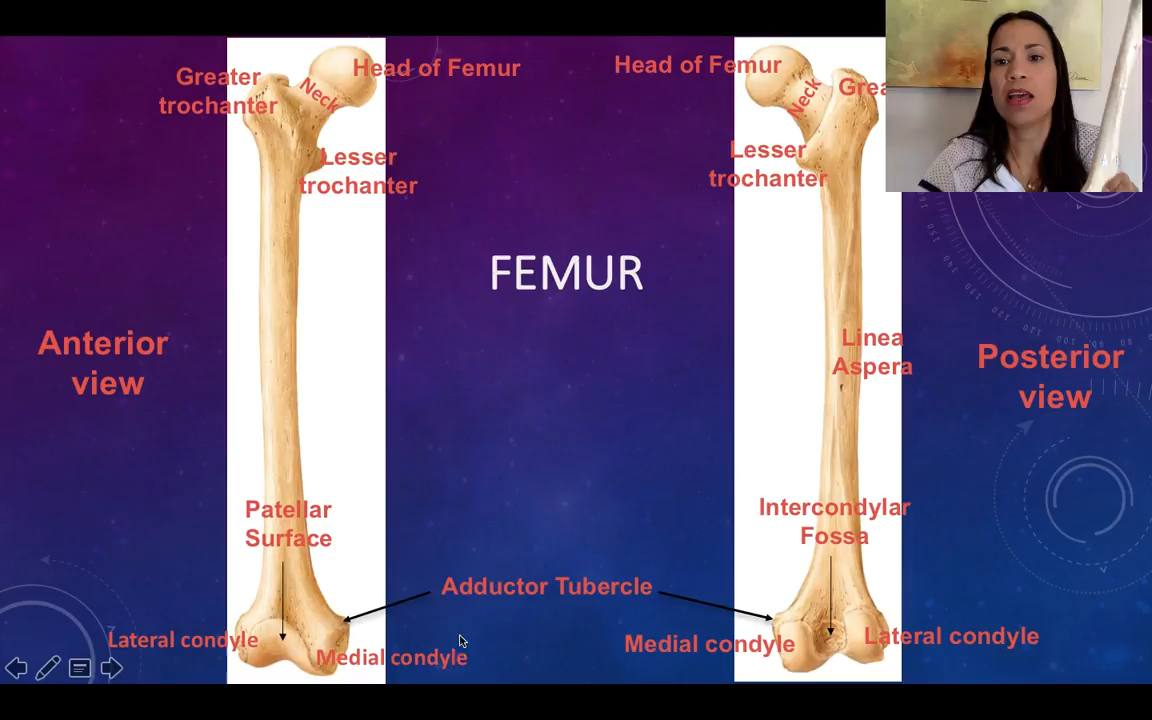 Greater
trochanter
Neck
Head of Femur
Lesser
trochanter
Head of Femur
Neck
Grea
Lesser
trochanter
FEMUR
Anterior
view
Linea
Aspera
Posterior
view
Patellar
Surface
Intercondylar
Fossa
Adductor Tubercle
Lateral condyle
Medial condyle
Medial condyle
Lateral condyle